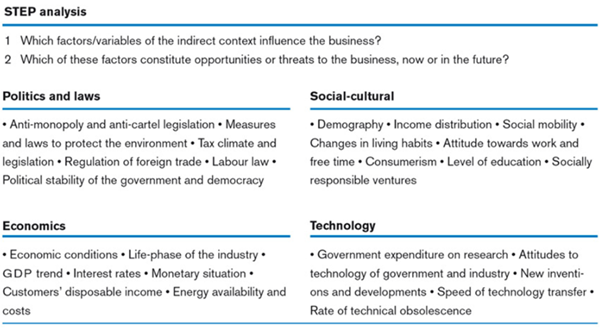 STEP analysis
1 Which factors/variables of the indirect context influence the business?
2 Which of these factors constitute opportunities or threats to the business, now or in the future?
Politics and laws
• Anti-monopoly and anti-cartel legislation • Measures
and laws to protect the environment • Tax climate and
legislation • Regulation of foreign trade • Labour law •
Political stability of the government and democracy
Social-cultural
• Demography • Income distribution • Social mobility •
Changes in living habits • Attitude towards work and
free time • Consumerism • Level of education • Socially
responsible ventures
Economics
• Economic conditions • Life-phase of the industry •
GDP trend • Interest rates • Monetary situation •
Customers' disposable income • Energy availability and
costs
Technology
• Government expenditure on research • Attitudes to
technology of government and industry • New inventi-
ons and developments • Speed of technology transfer •
Rate of technical obsolescence